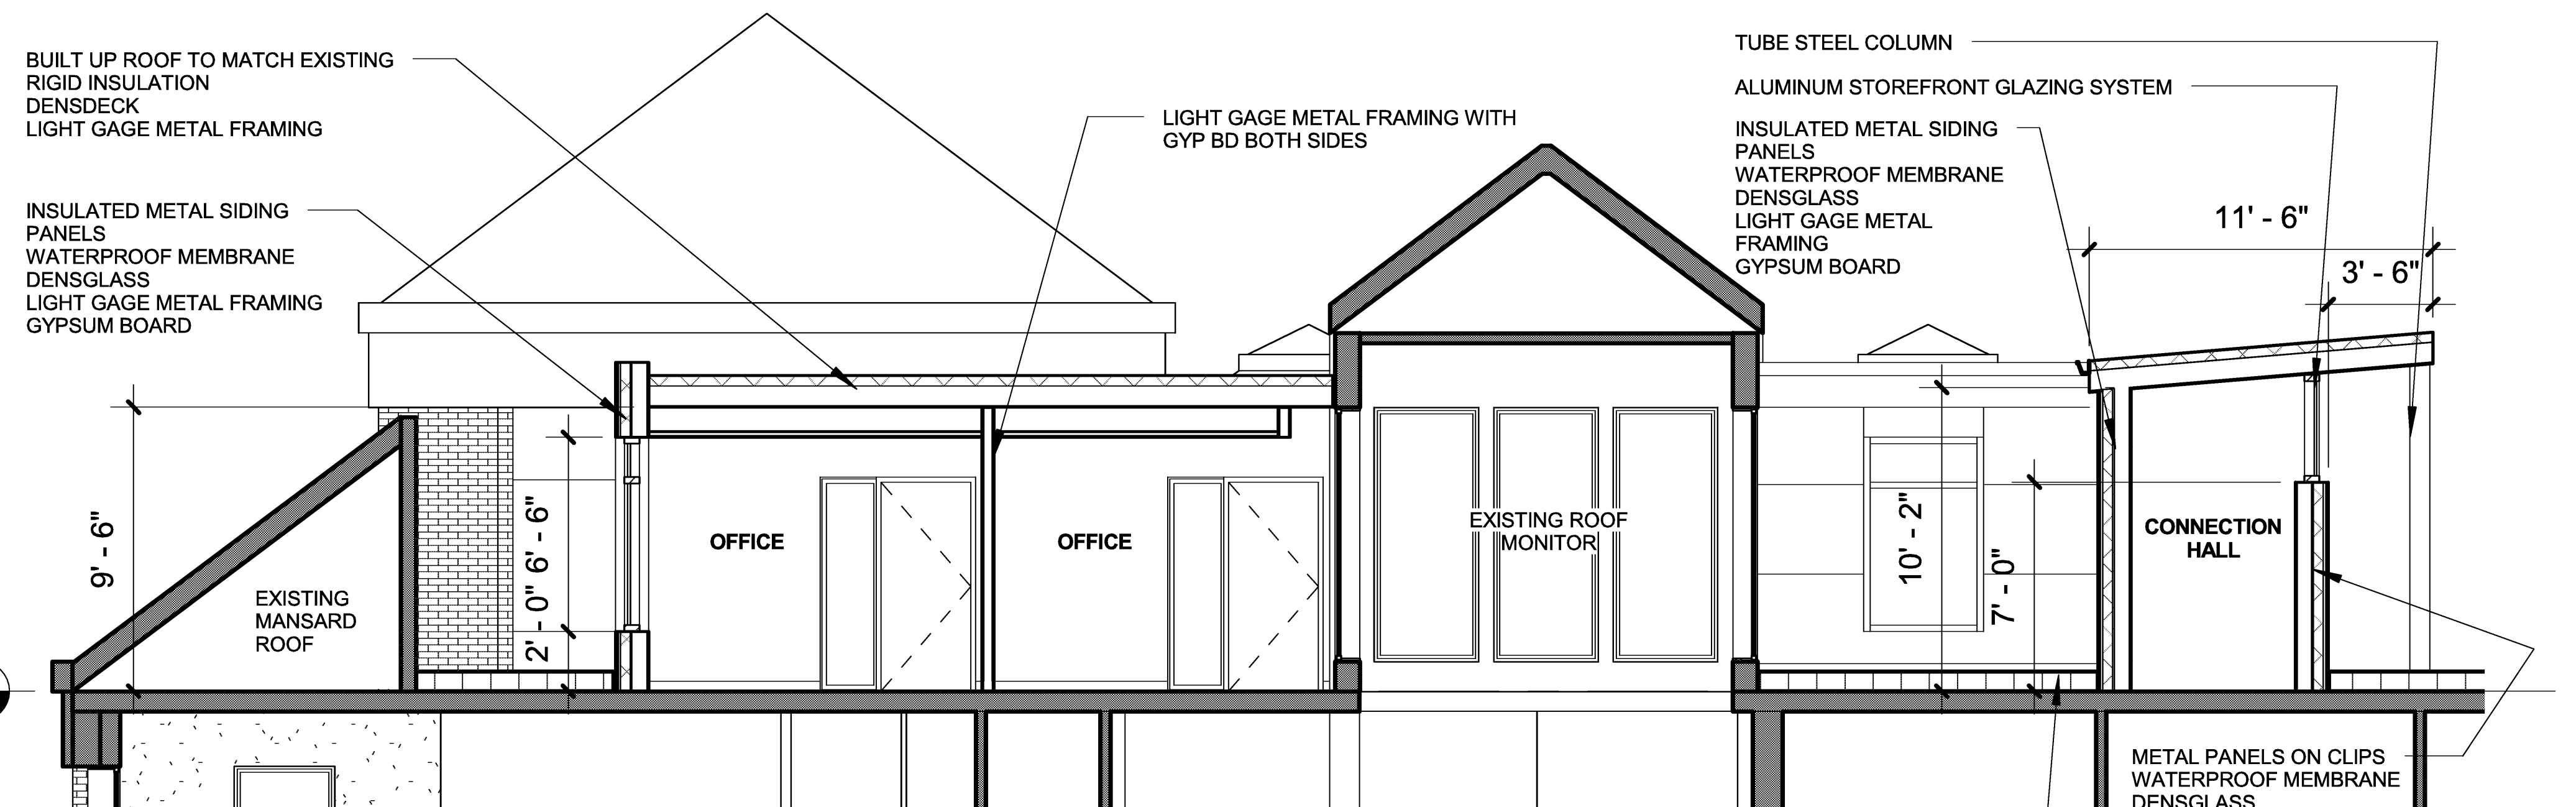 BUILT UP ROOF TO MATCH EXISTING
RIGID INSULATION
DENSDECK
LIGHT GAGE METAL FRAMING
INSULATED METAL SIDING
PANELS
WATERPROOF MEMBRANE
DENSGLASS
LIGHT GAGE METAL FRAMING
GYPSUM BOARD
LIGHT GAGE METAL FRAMING WITH
GYP BD BOTH SIDES
TUBE STEEL COLUMN
ALUMINUM STOREFRONT GLAZING SYSTEM
INSULATED METAL SIDING
PANELS
WATERPROOF MEMBRANE
DENSGLASS
LIGHT GAGE METAL
FRAMING
GYPSUM BOARD
11' - 6"
3' - 6"
9' - 6"
EXISTING
MANSARD
ROOF
6' - 6"
2' - 0"
OFFICE
OFFICE
EXISTING ROOF
MONITOR
10' - 2"
7' - 0"
CONNECTION
HALL
METAL PANELS ON CLIPS
WATERPROOF MEMBRANE
DENSGLASS